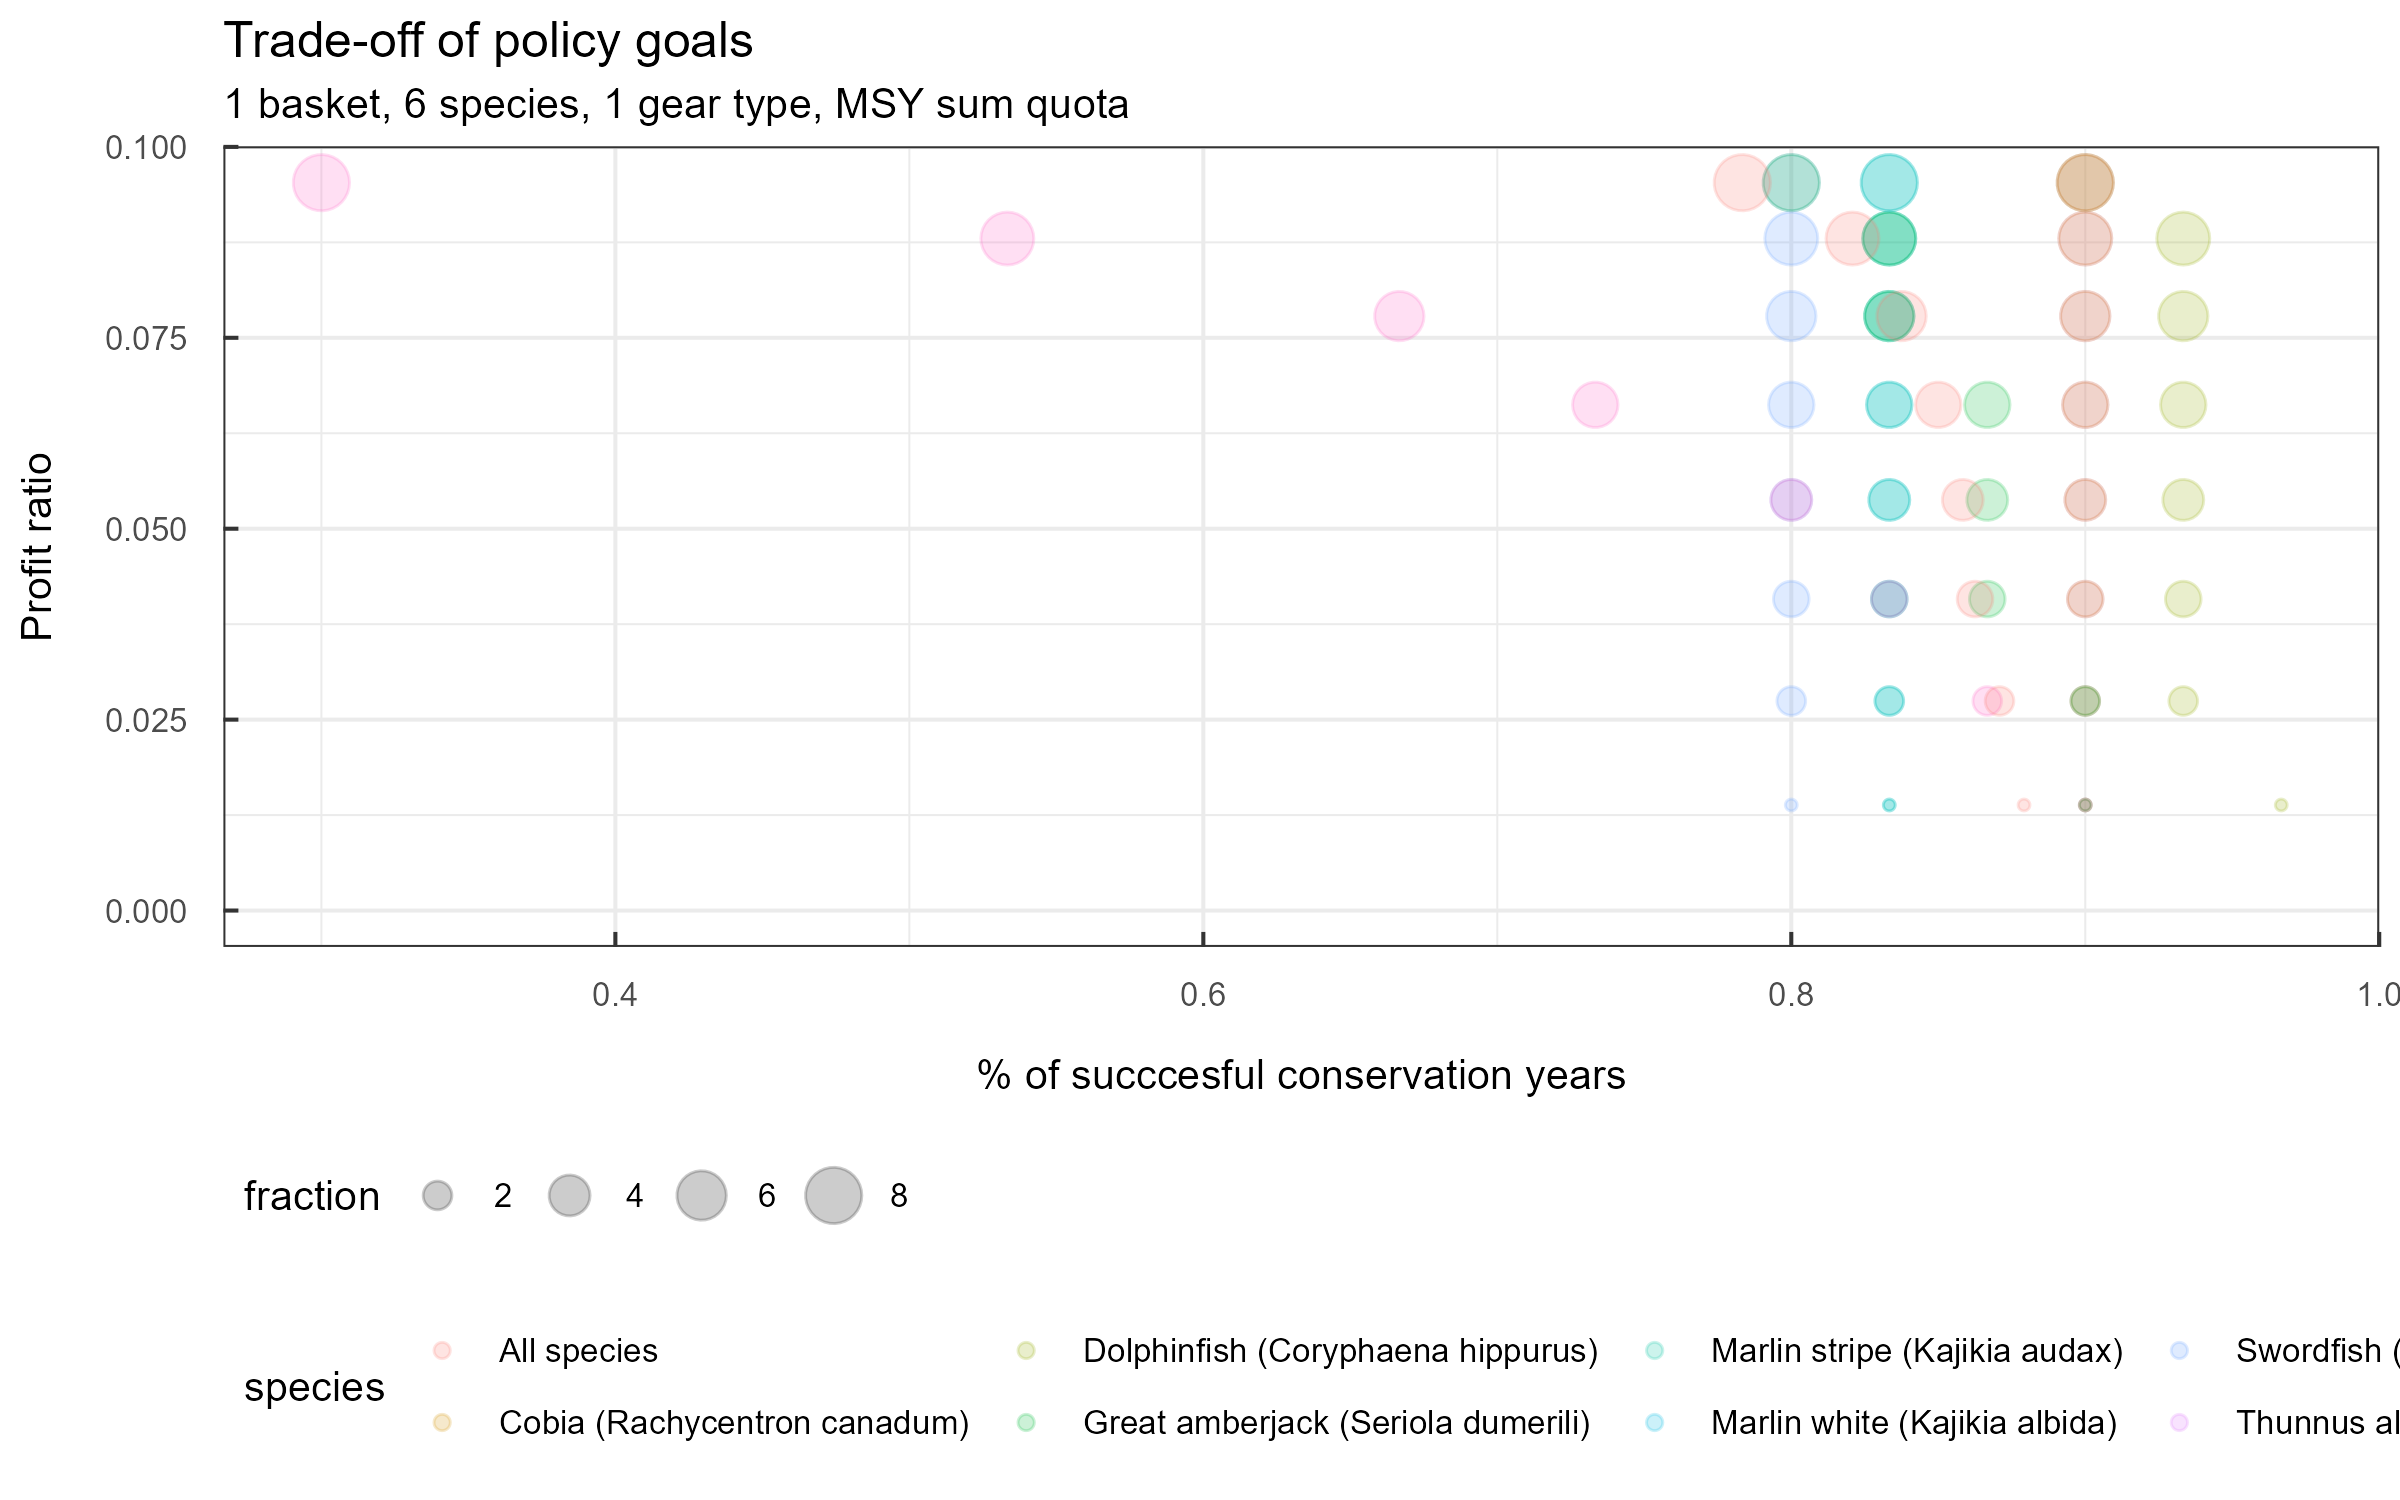 Trade-off of policy goals
1 basket, 6 species, 1 gear type, MSY sum quota
0.100
0.075
0.050
0.025
0.000
Profit ratio
0.4 0.6 0.8 1.0
% of succcesful conservation years
fraction 2 4 6 8
species
All species Dolphinfish (Coryphaena hippurus) Marlin stripe (Kajikia audax) Swordfish (
Cobia (Rachycentron canadum) Great amberjack (Seriola dumerili) Marlin white (Kajikia albida) Thunnus